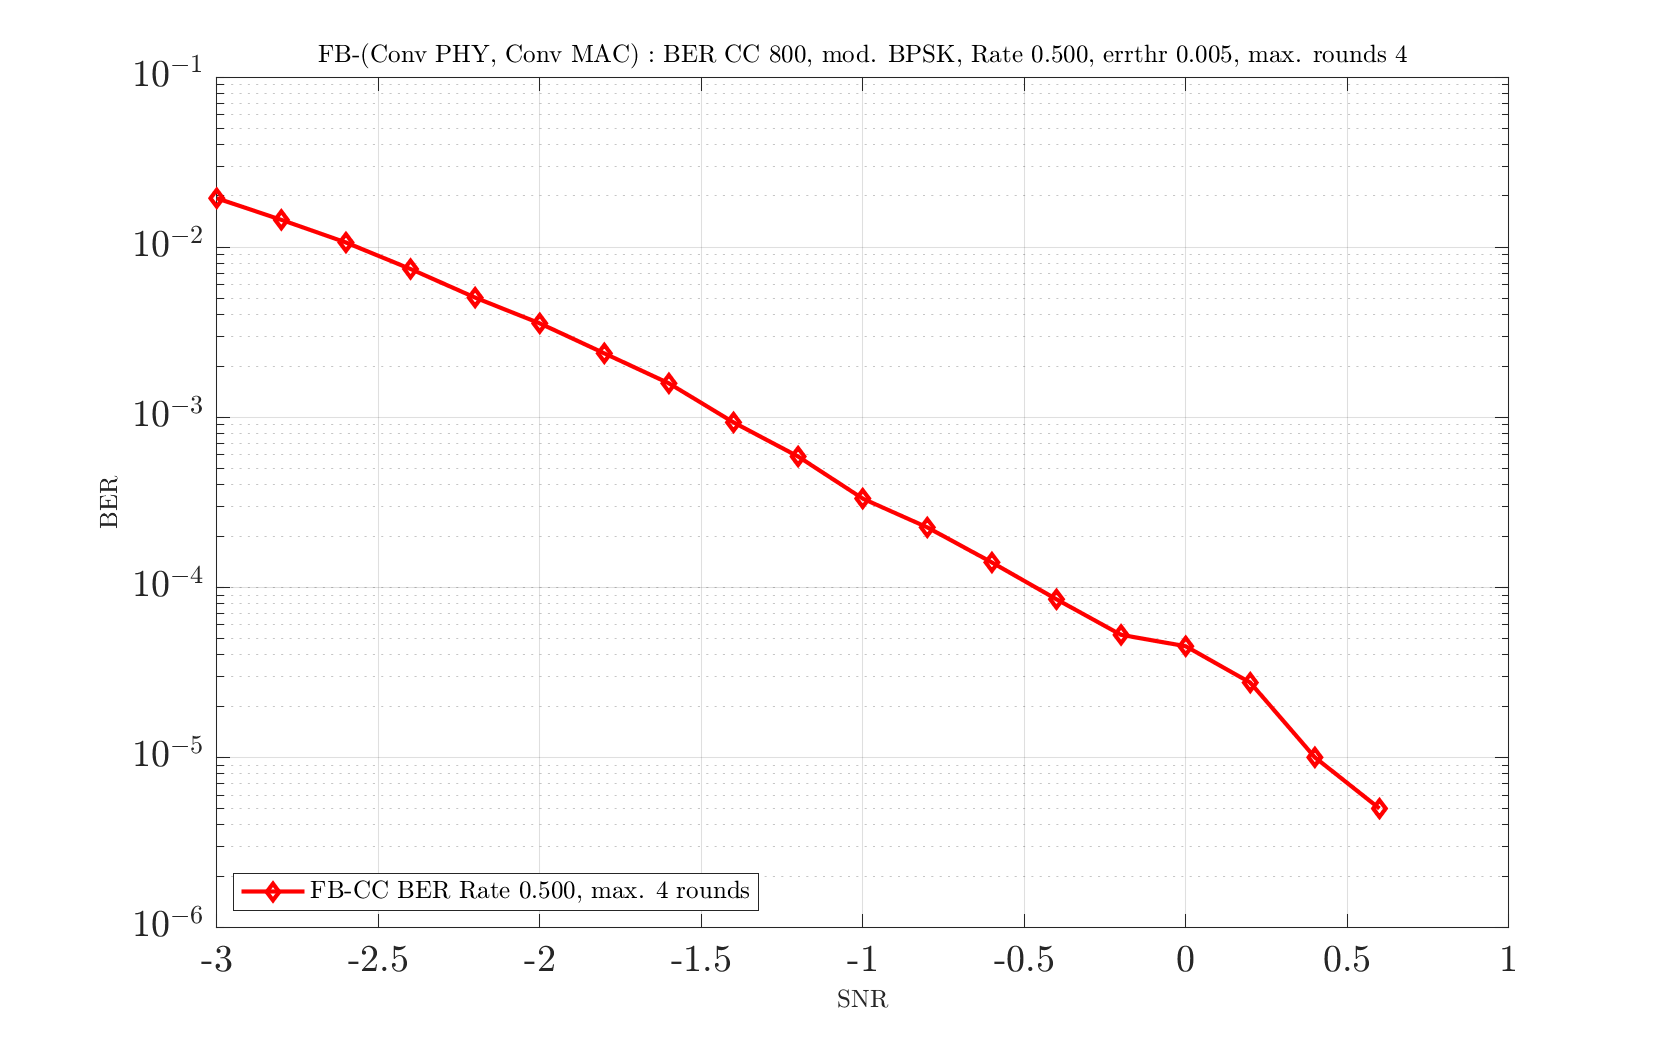 FB-(Conv PHY, Conv MAC) : BER CC 800, mod. BPSK, Rate 0.500, errthr 0.005, max. rounds 4
10^{-1}
10^{-2}
10^{-3}
10^{-4}
10^{-5}
10^{-6}
BER
FB-CC BER Rate 0.500, max. 4 rounds
-3 -2.5 -2 -1.5 -1 -0.5 0 0.5 1
SNR